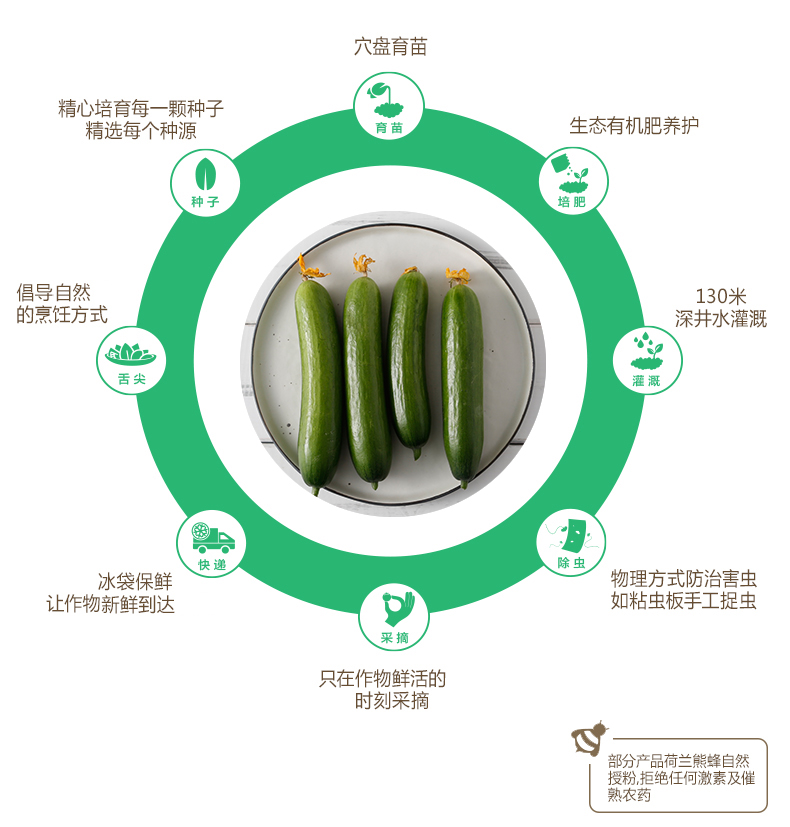 穴盘育苗
育苗
精心培育每一颗种子
精选每个种源
种子
生态有机肥养护
培肥
倡导自然
的烹饪方式
舌尖
130米
深井水灌溉
灌溉
冰袋保鲜
让作物新鲜到达
快递
物理方式防治害虫
如粘虫板手工捉虫
除虫
采摘
只在作物鲜活的
时刻采摘
部分产品荷兰熊蜂自然
授粉,拒绝任何激素及催
熟农药